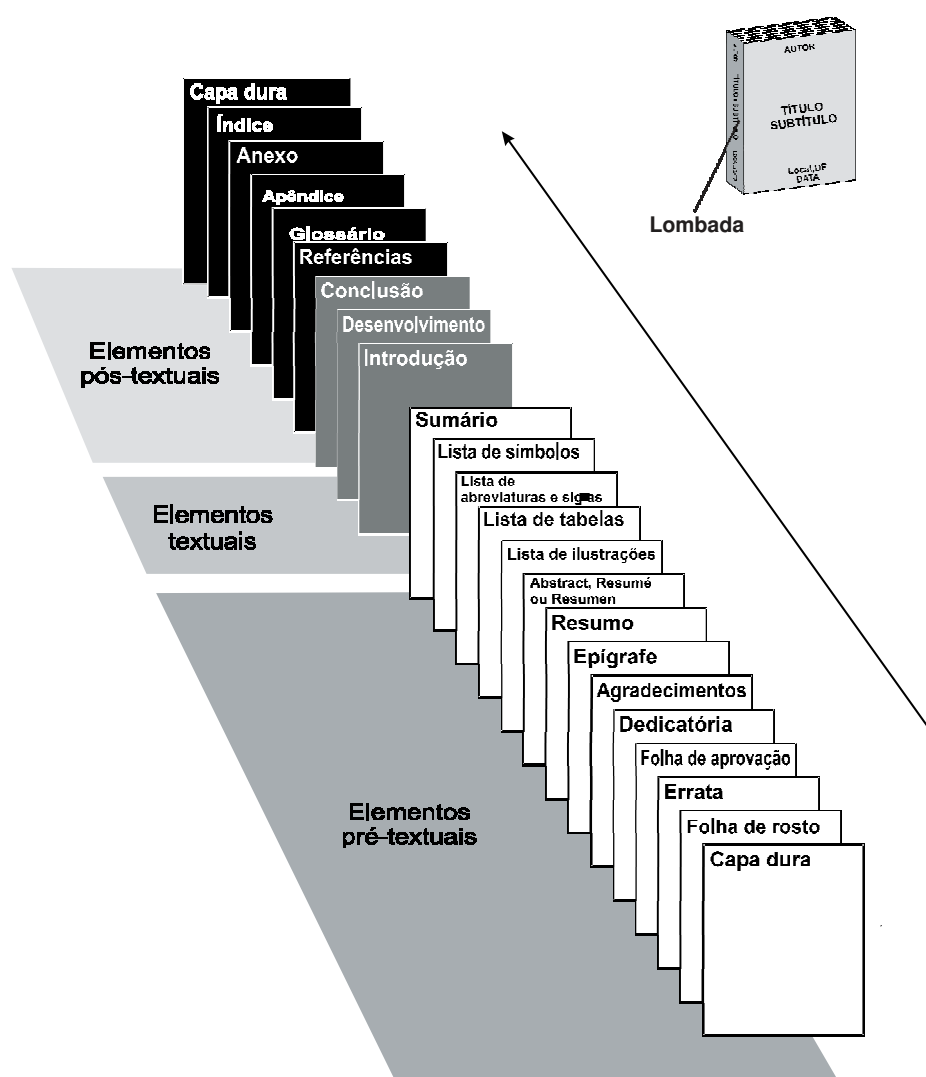 AUTOR
TÍTULO
SUBTÍTULO
Local,UF
DATA
Lombada
Capa dura
Índice
Anexo
Apêndice
Glossário
Referências
Conclusão
Desenvolvimento
Introdução
Elementos
pós-textuais
Sumário
Lista de símbolos
Lista de
abreviaturas e siglas
Lista de tabelas
Lista de ilustrações
Abstract, Resumé
ou Resumen
Resumo
Epígrafe
Agradecimentos
Dedicatória
Folha de aprovação
Errata
Folha de rosto
Capa dura
Elementos
textuais
Elementos
pré-textuais